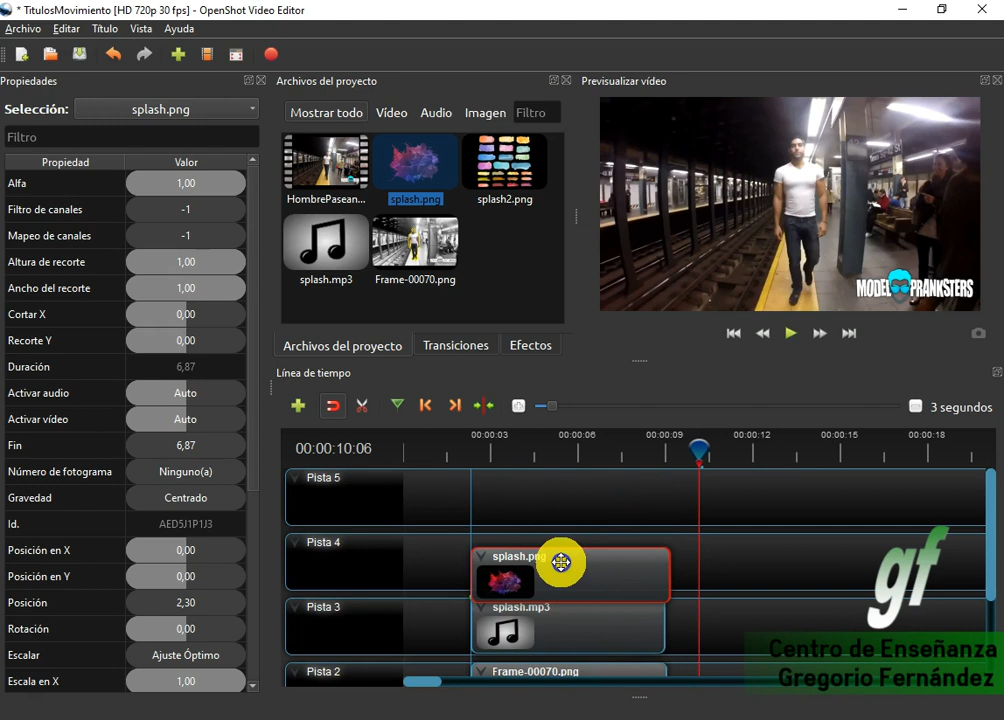 * TitulosMovimiento [HD 720p 30 fps] - OpenShot Video Editor
Archivo Editar Título Vista Ayuda
Propiedades
Selección: splash.png
Filtro
Propiedad Valor
Alfa 1,00
Filtro de canales -1
Mapeo de canales -1
Altura de recorte 1,00
Ancho del recorte 1,00
Cortar X 0,00
Recorte Y 0,00
Duración 6,87
Activar audio Auto
Activar vídeo Auto
Fin 6,87
Número de fotograma Ninguno(a)
Gravedad Centrado
Id. AED5J1P1J3
Posición en X 0,00
Posición en Y 0,00
Posición 2,30
Rotación 0,00
Escalar Ajuste Óptimo
Escala en X 1,00
Archivos del proyecto
Mostrar todo Vídeo Audio Imagen Filtro
HombrePasean... splash.png splash2.png
splash.mp3 Frame-00070.png
Archivos del proyecto Transiciones Efectos
Previsualizar vídeo
MODEL PRANKSTERS
Línea de tiempo
3 segundos
00:00:10:06
00:00:03 00:00:06 00:00:09 00:00:12 00:00:15 00:00:18
Pista 5
Pista 4
splash.png
Pista 3
splash.mp3
Pista 2
Frame-00070.png
gf
Centro de Enseñanza
Gregorio Fernández